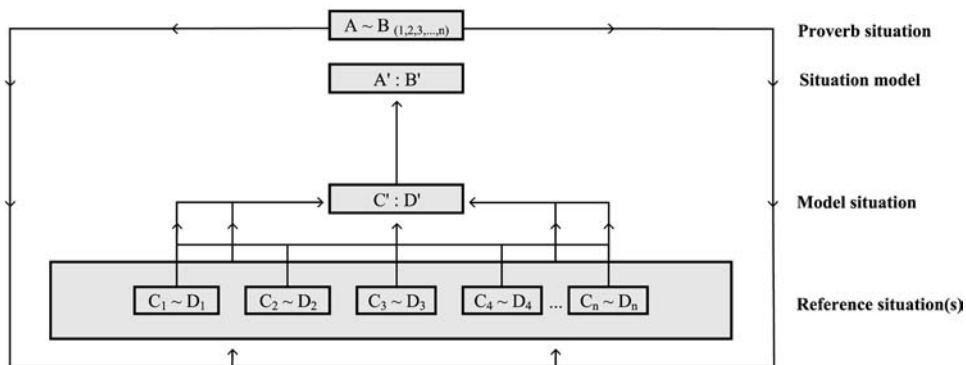 A ~ B (1,2,3,...,n)
Proverb situation
A' : B'
Situation model
C' : D'
Model situation
C₁ ~ D₁
C₂ ~ D₂
C₃ ~ D₃
C₄ ~ D₄
...
Cₙ ~ Dₙ
Reference situation(s)